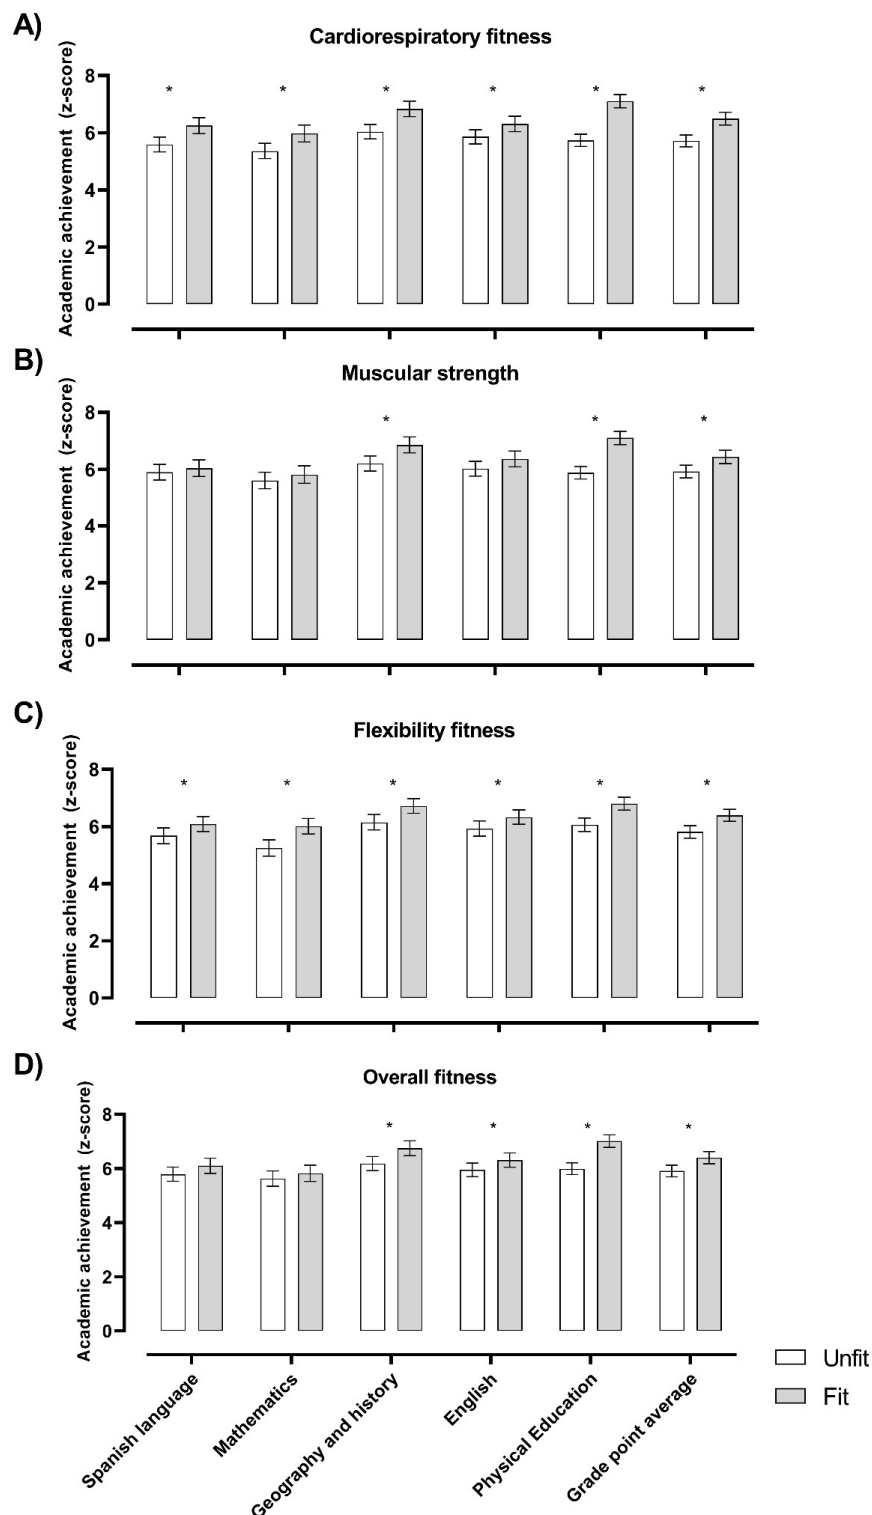 A)
Cardiorespiratory fitness
Academic achievement (z-score)
8
6
4
2
0
* * * * * *
B)
Muscular strength
Academic achievement (z-score)
8
6
4
2
0
* * *
C)
Flexibility fitness
Academic achievement (z-score)
8
6
4
2
0
* * * * * *
D)
Overall fitness
Academic achievement (z-score)
8
6
4
2
0
* * * *
Spanish language
Mathematics
Geography and history
English
Physical Education
Grade point average
Unfit
Fit